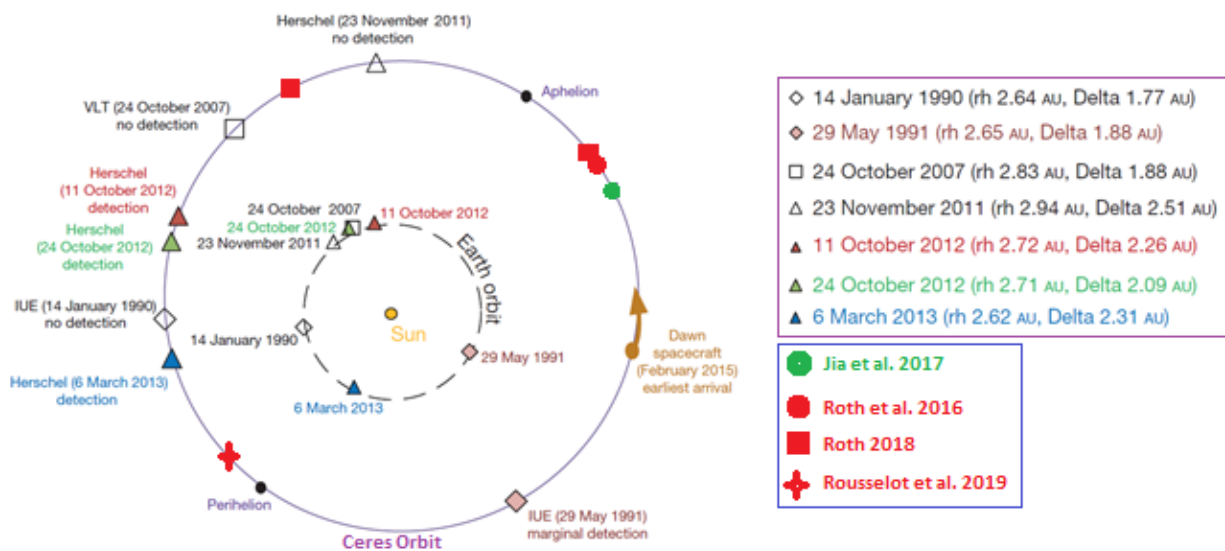 Herschel (23 November 2011)
no detection
Aphelion
VLT (24 October 2007)
no detection
Herschel
(11 October 2012)
detection
Herschel
(24 October 2012)
detection
24 October 2007
11 October 2012
24 October 2012
23 November 2011
Earth orbit
IUE (14 January 1990)
no detection
Sun
14 January 1990
29 May 1991
Dawn
spacecraft
(February 2015)
earliest arrival
Herschel (6 March 2013)
detection
6 March 2013
Perihelion
IUE (29 May 1991)
marginal detection
Ceres Orbit
14 January 1990 (rh 2.64 AU, Delta 1.77 AU)
29 May 1991 (rh 2.65 AU, Delta 1.88 AU)
24 October 2007 (rh 2.83 AU, Delta 1.88 AU)
23 November 2011 (rh 2.94 AU, Delta 2.51 AU)
11 October 2012 (rh 2.72 AU, Delta 2.26 AU)
24 October 2012 (rh 2.71 AU, Delta 2.09 AU)
6 March 2013 (rh 2.62 AU, Delta 2.31 AU)
Jia et al. 2017
Roth et al. 2016
Roth 2018
Rousselot et al. 2019